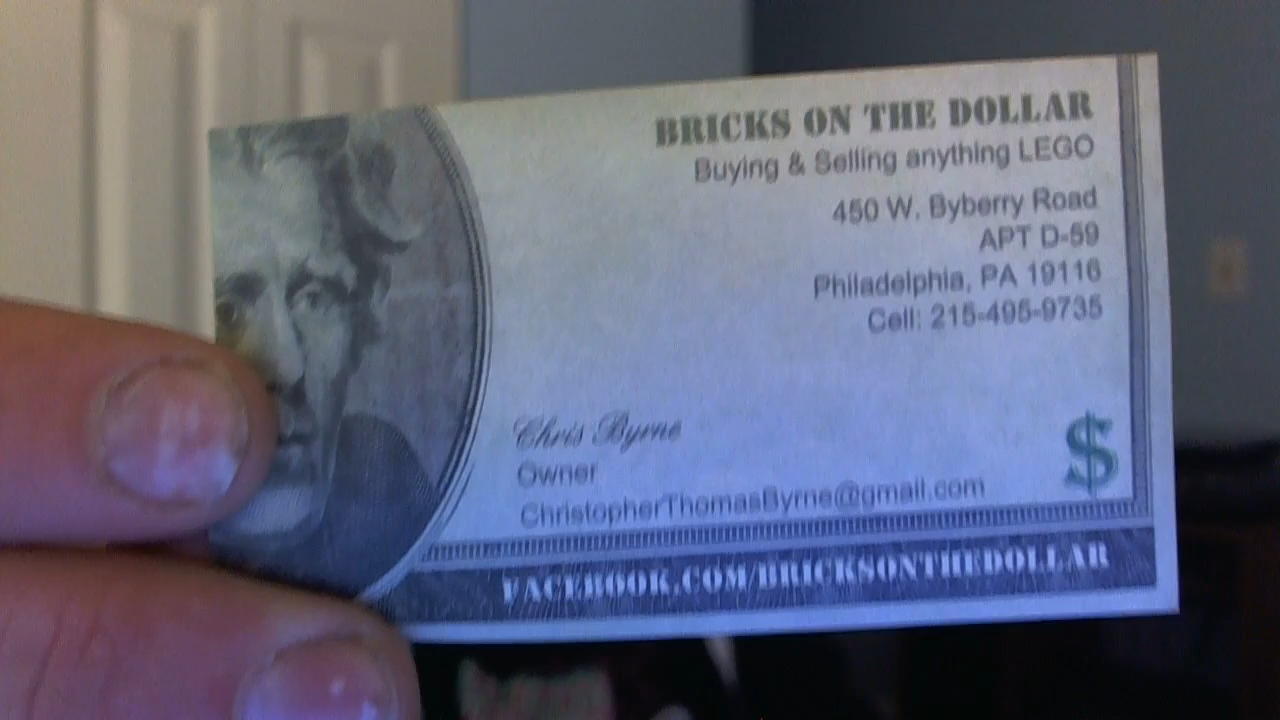 BRICKS ON THE DOLLAR
Buying & Selling anything LEGO
450 W. Byberry Road
APT D-59
Philadelphia, PA 19116
Cell: 215-495-9735
Chris Byrne
Owner
ChristopherThomasByrne@gmail.com
$
FACEBOOK.COM/BRICKSONTHEDOLLAR